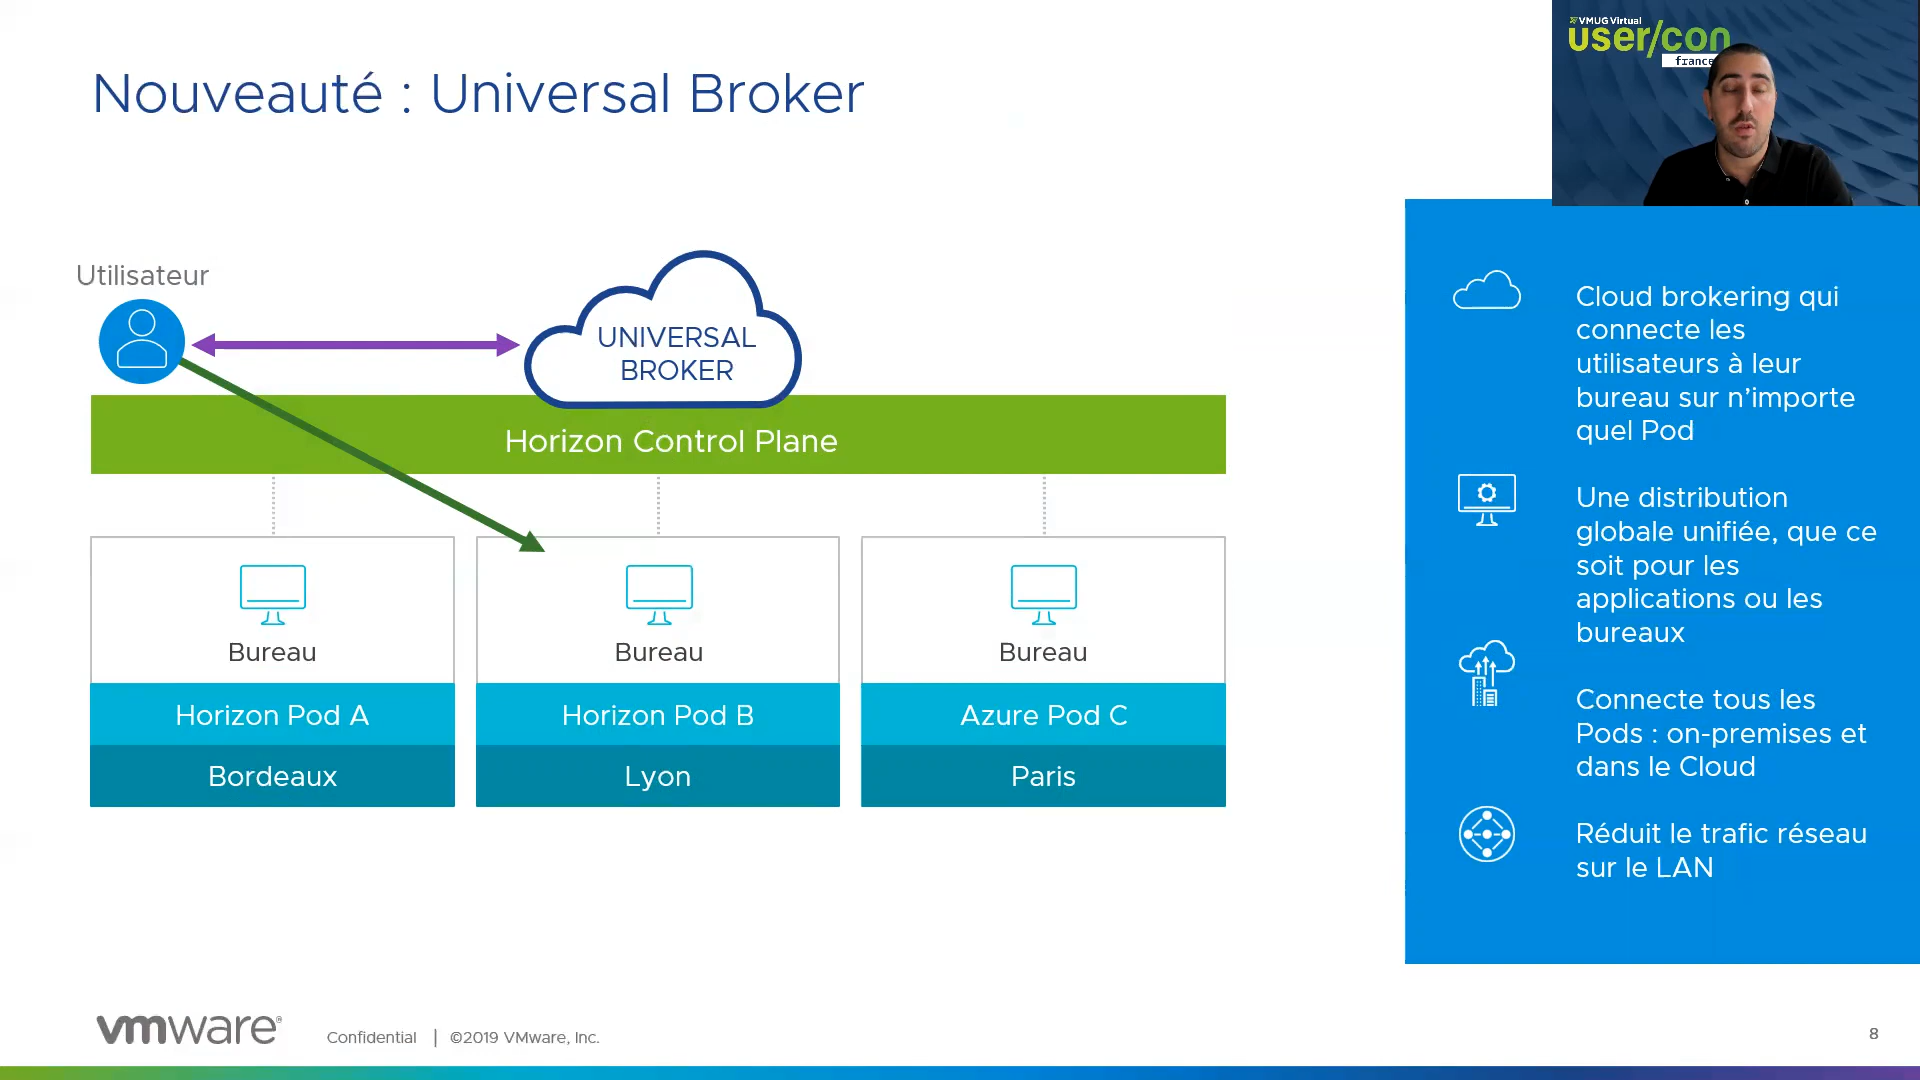 Nouveauté : Universal Broker
VMUG Virtual
user/con
france
Utilisateur
UNIVERSAL
BROKER
Horizon Control Plane
Bureau
Horizon Pod A
Bordeaux
Bureau
Horizon Pod B
Lyon
Bureau
Azure Pod C
Paris
Cloud brokering qui
connecte les
utilisateurs à leur
bureau sur n’importe
quel Pod
Une distribution
globale unifiée, que ce
soit pour les
applications ou les
bureaux
Connecte tous les
Pods : on-premises et
dans le Cloud
Réduit le trafic réseau
sur le LAN
vmware®
Confidential | ©2019 VMware, Inc.
8